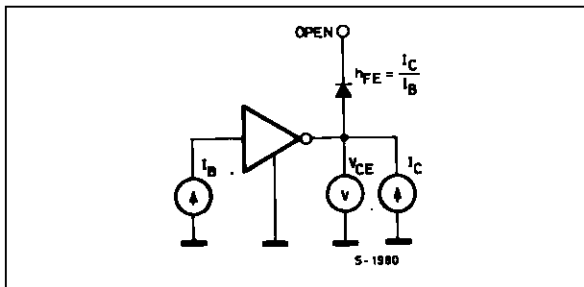 OPEN
hFE = IC
IB
IB
VCE
IC
V
S-1980